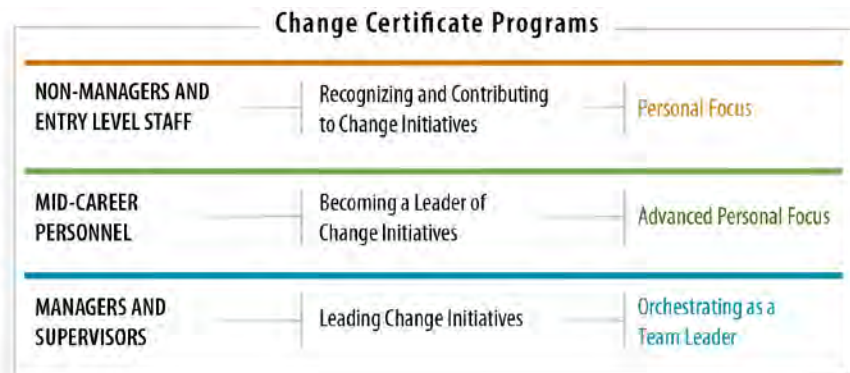 Change Certificate Programs
NON-MANAGERS AND
ENTRY LEVEL STAFF
Recognizing and Contributing
to Change Initiatives
Personal Focus
MID-CAREER
PERSONNEL
Becoming a Leader of
Change Initiatives
Advanced Personal Focus
MANAGERS AND
SUPERVISORS
Leading Change Initiatives
Orchestrating as a
Team Leader